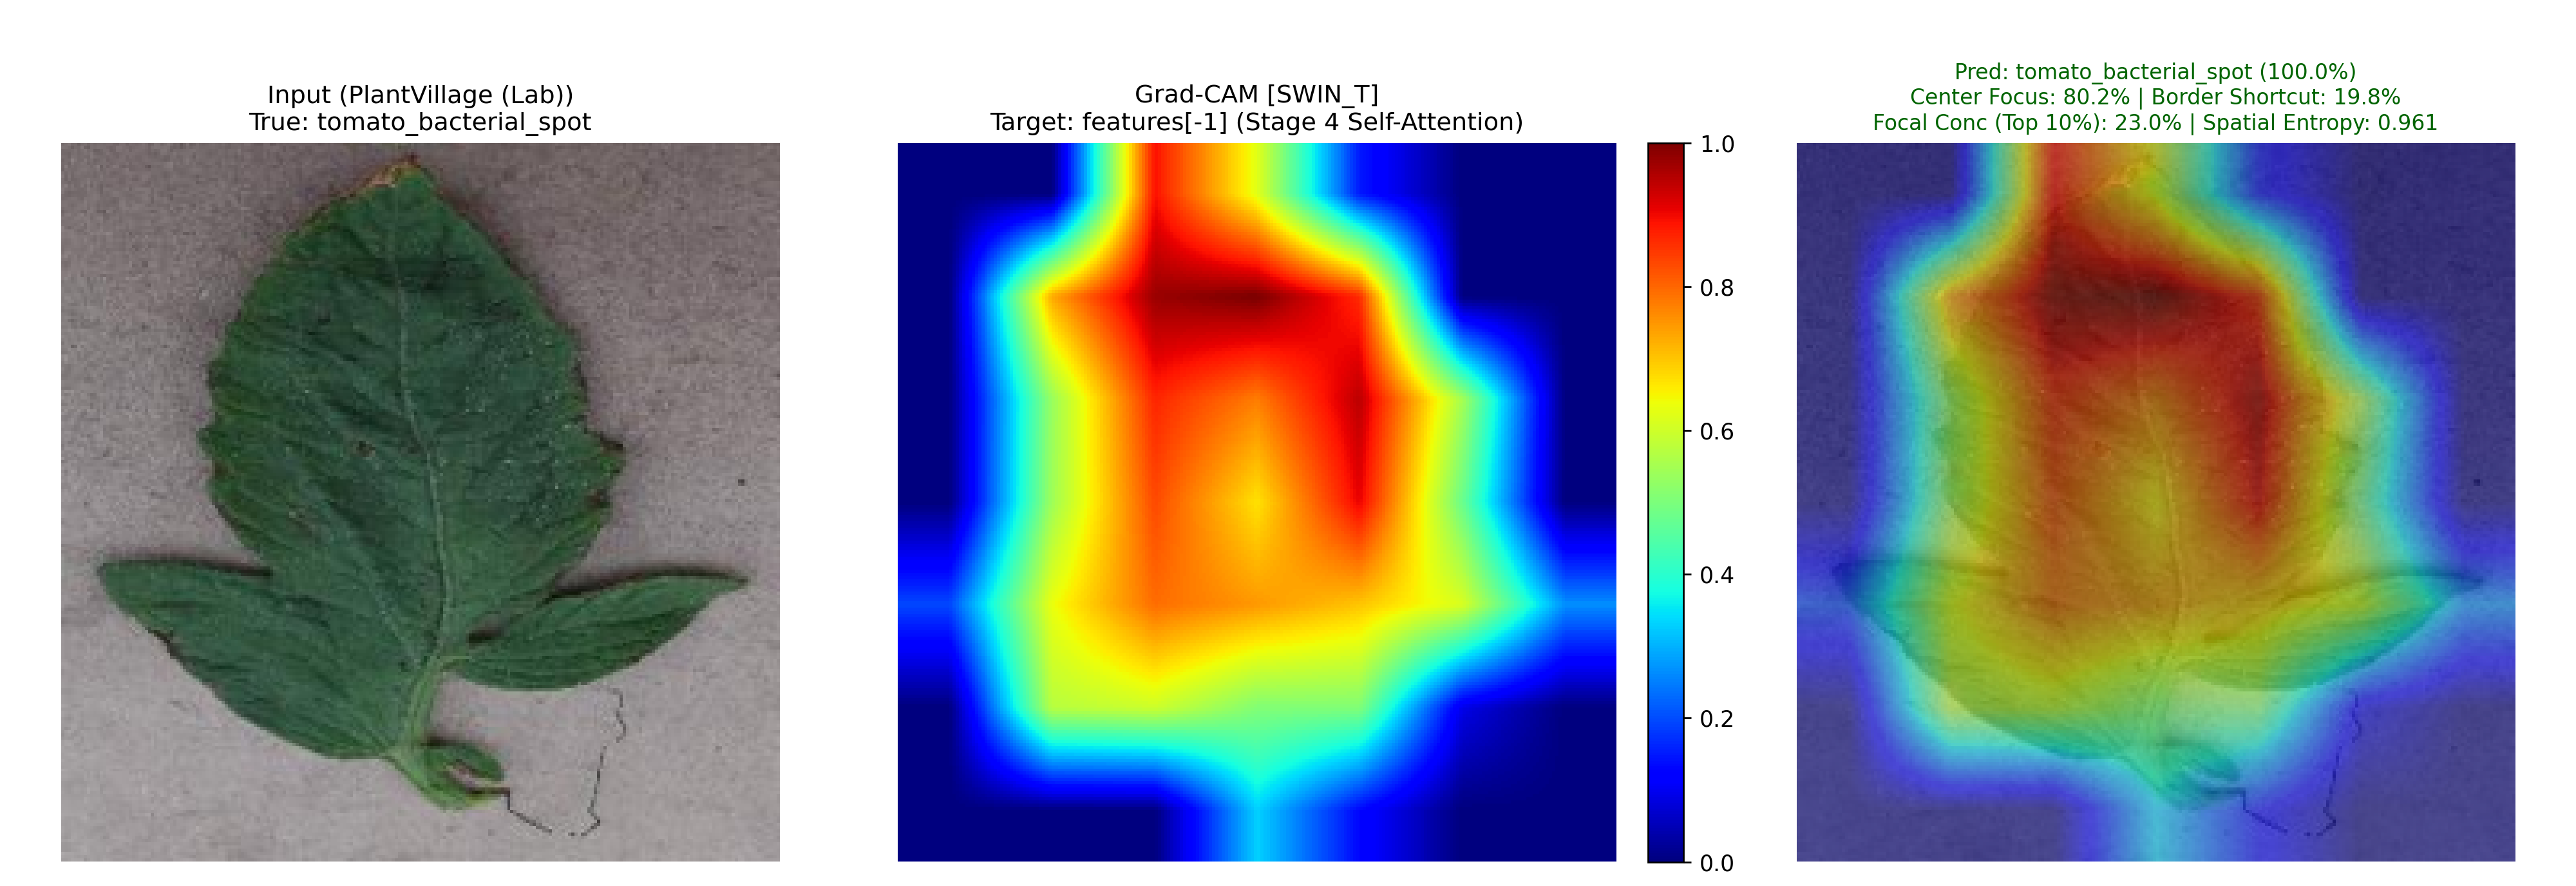 Input (PlantVillage (Lab))
True: tomato_bacterial_spot
Grad-CAM [SWIN_T]
Target: features[-1] (Stage 4 Self-Attention)
1.0
0.8
0.6
0.4
0.2
0.0
Pred: tomato_bacterial_spot (100.0%)
Center Focus: 80.2% | Border Shortcut: 19.8%
Focal Conc (Top 10%): 23.0% | Spatial Entropy: 0.961